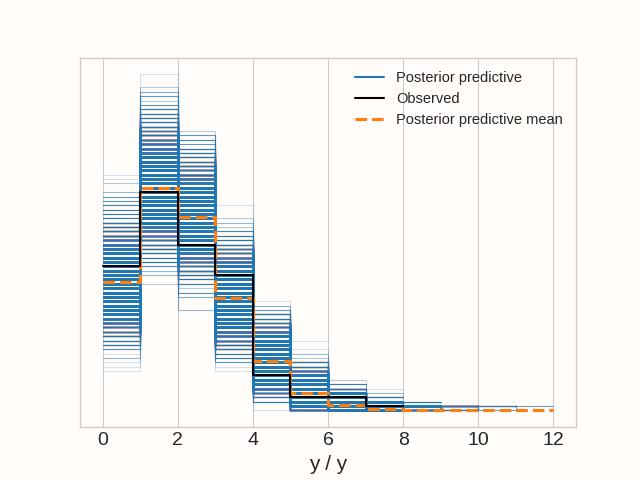 Posterior predictive
Observed
Posterior predictive mean
0 2 4 6 8 10 12
y / y